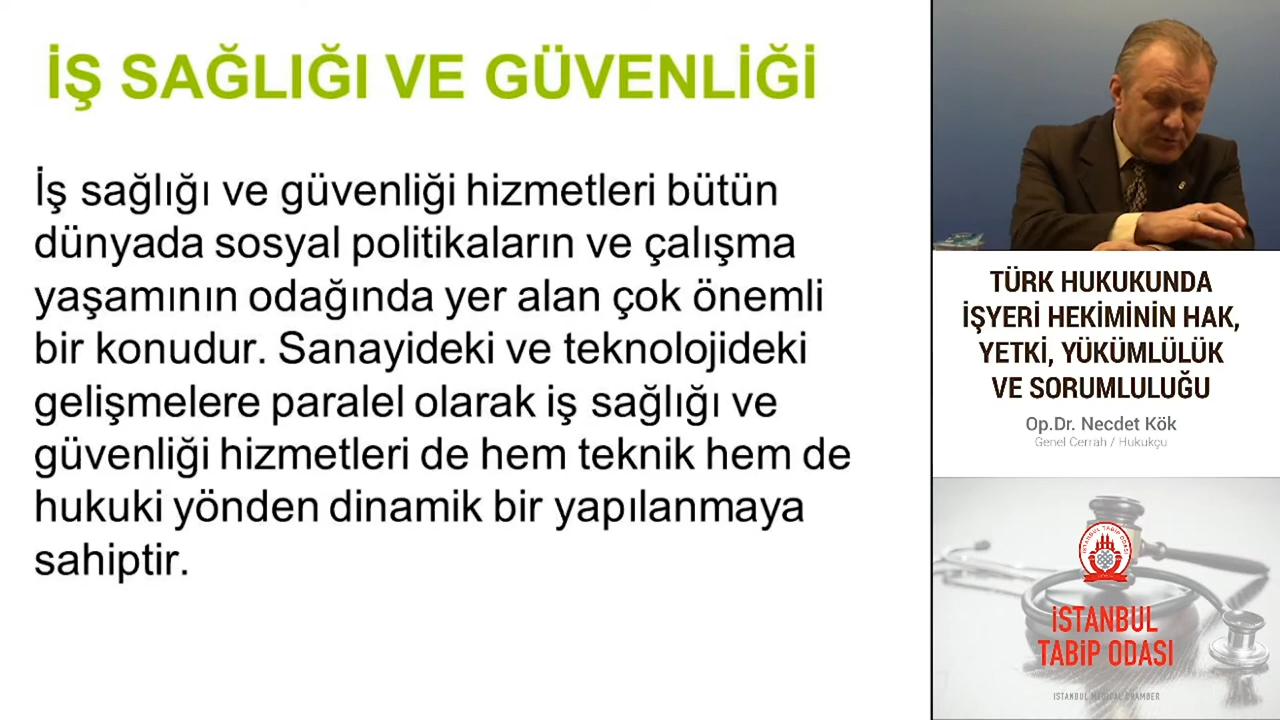 İŞ SAĞLIĞI VE GÜVENLİĞİ
İş sağlığı ve güvenliği hizmetleri bütün
dünyada sosyal politikaların ve çalışma
yaşamının odağında yer alan çok önemli
bir konudur. Sanayideki ve teknolojideki
gelişmelere paralel olarak iş sağlığı ve
güvenliği hizmetleri de hem teknik hem de
hukuki yönden dinamik bir yapılanmaya
sahiptir.
TÜRK HUKUKUNDA
İŞYERİ HEKİMİNİN HAK,
YETKİ, YÜKÜMLÜLÜK
VE SORUMLULUĞU
Op.Dr. Necdet Kök
Genel Cerrah / Hukukçu
İSTANBUL TABİP ODASI
İSTANBUL
TABİP ODASI
ISTANBUL MEDICAL CHAMBER